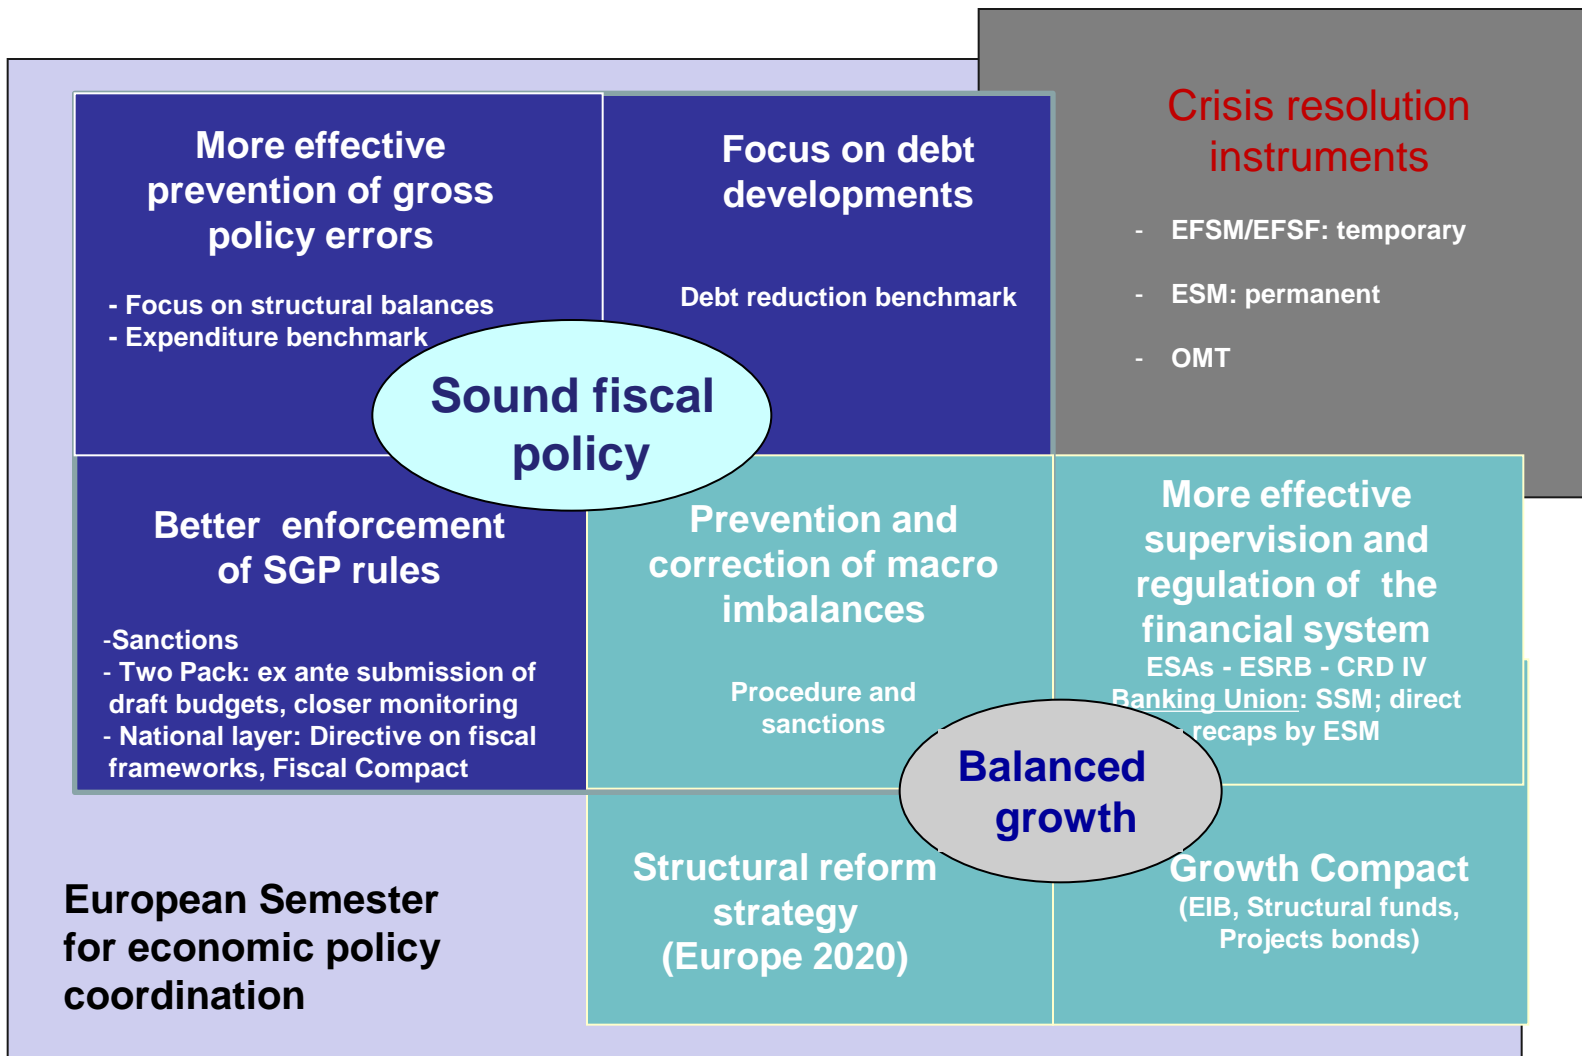 More effective
prevention of gross
policy errors
- Focus on structural balances
- Expenditure benchmark
Focus on debt
developments
Debt reduction benchmark
Crisis resolution
instruments
- EFSM/EFSF: temporary
- ESM: permanent
- OMT
Sound fiscal
policy
Better enforcement
of SGP rules
-Sanctions
- Two Pack: ex ante submission of
draft budgets, closer monitoring
- National layer: Directive on fiscal
frameworks, Fiscal Compact
Prevention and
correction of macro
imbalances
Procedure and
sanctions
More effective
supervision and
regulation of the
financial system
ESAs - ESRB - CRD IV
Banking Union: SSM; direct
recaps by ESM
Balanced
growth
European Semester
for economic policy
coordination
Structural reform
strategy
(Europe 2020)
Growth Compact
(EIB, Structural funds,
Projects bonds)